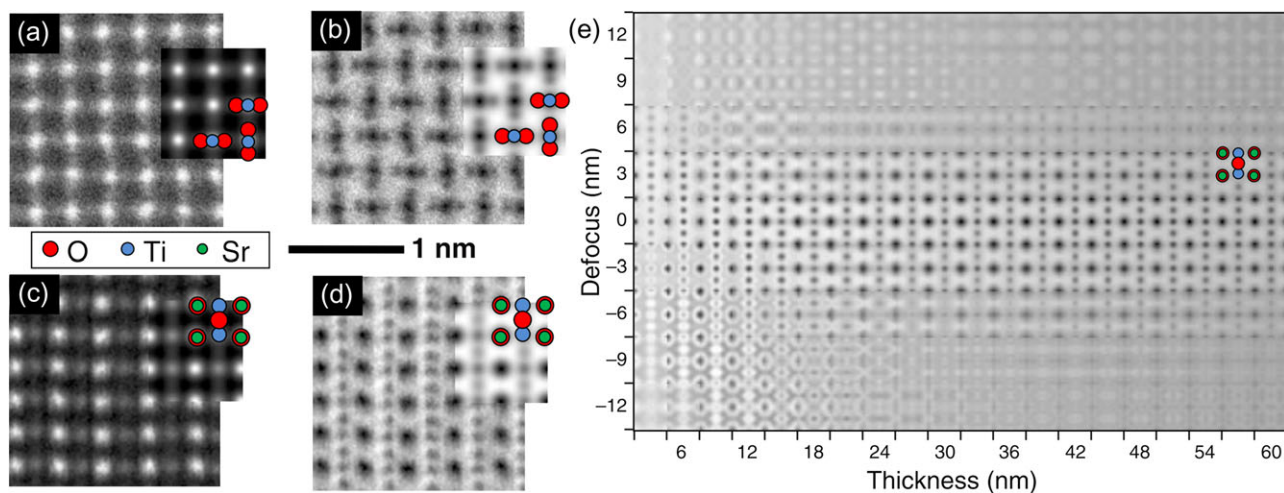 (a)
(b)
(e)
O Ti Sr
1 nm
(c)
(d)
Defocus (nm)
12
9
6
3
0
−3
−6
−9
−12
6 12 18 24 30 36 42 48 54 60
Thickness (nm)